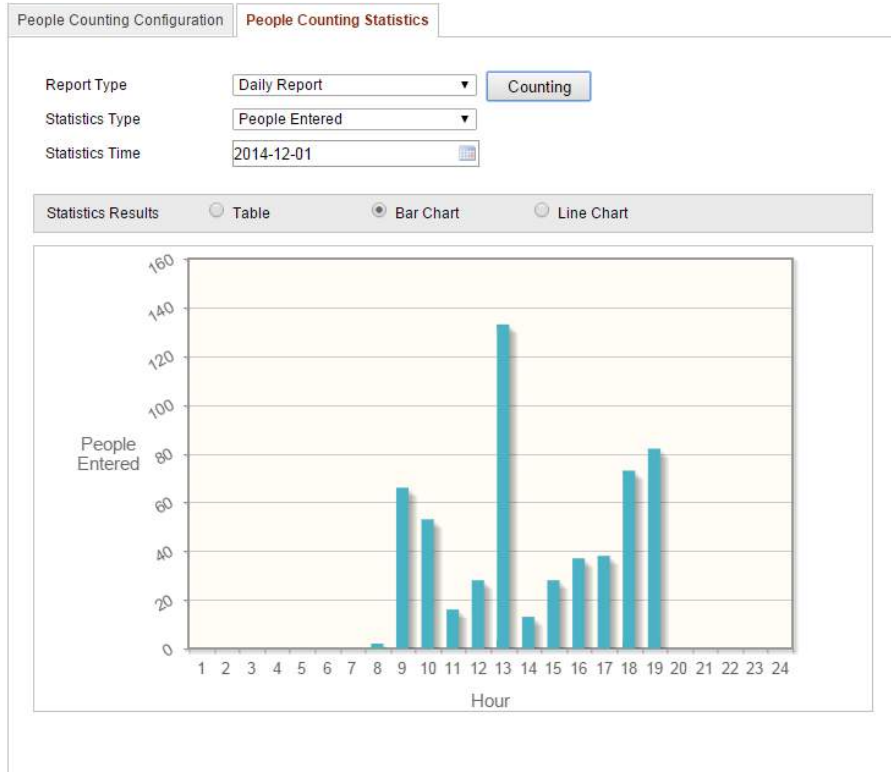 People Counting Configuration People Counting Statistics
Report Type Daily Report Counting
Statistics Type People Entered
Statistics Time 2014-12-01
Statistics Results Table Bar Chart Line Chart
160
140
120
100
80
60
40
20
0
People
Entered
1 2 3 4 5 6 7 8 9 10 11 12 13 14 15 16 17 18 19 20 21 22 23 24
Hour